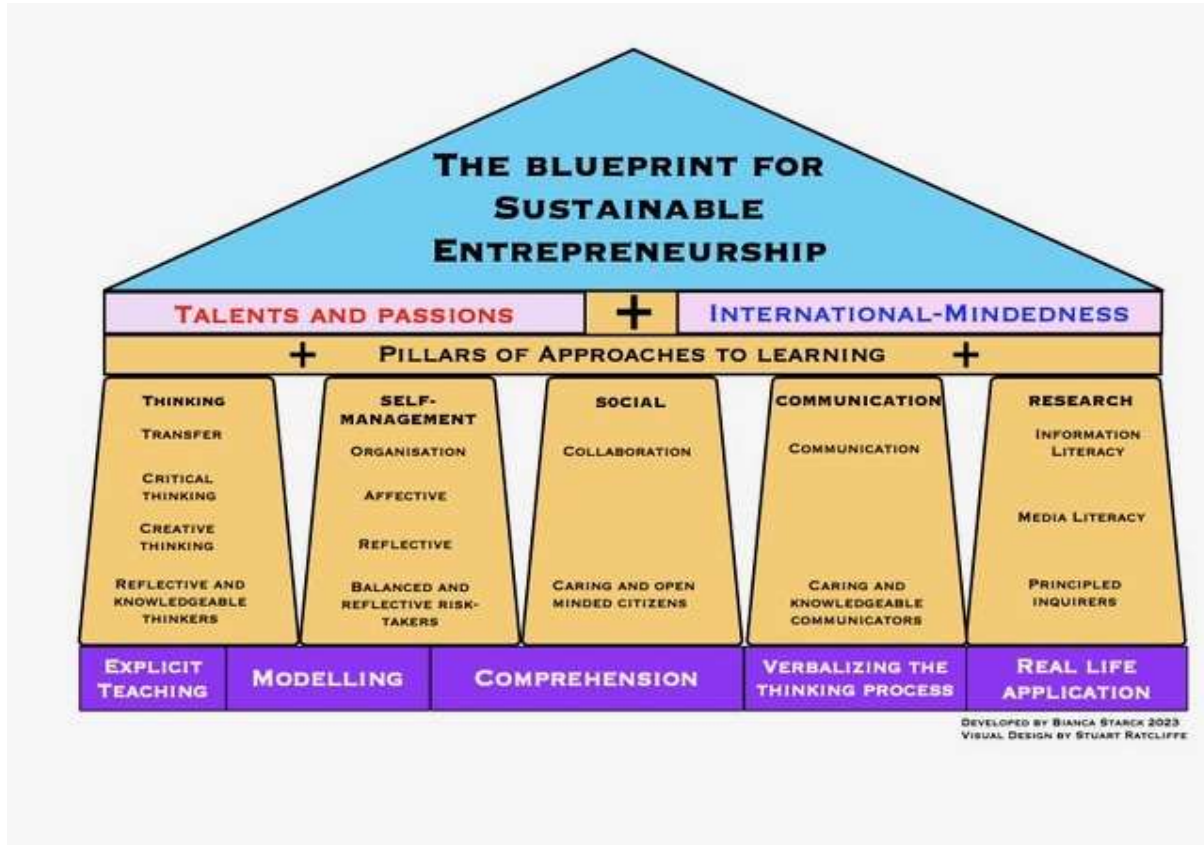 THE BLUEPRINT FOR
SUSTAINABLE
ENTREPRENEURSHIP
TALENTS AND PASSIONS + INTERNATIONAL-MINDEDNESS
+ PILLARS OF APPROACHES TO LEARNING +
THINKING
TRANSFER
CRITICAL
THINKING
CREATIVE
THINKING
REFLECTIVE AND
KNOWLEDGEABLE
THINKERS
SELF-
MANAGEMENT
ORGANISATION
AFFECTIVE
REFLECTIVE
BALANCED AND
REFLECTIVE RISK-
TAKERS
SOCIAL
COLLABORATION
CARING AND OPEN
MINDED CITIZENS
COMMUNICATION
COMMUNICATION
CARING AND
KNOWLEDGEABLE
COMMUNICATORS
RESEARCH
INFORMATION
LITERACY
MEDIA LITERACY
PRINCIPLED
INQUIRERS
EXPLICIT
TEACHING
MODELLING
COMPREHENSION
VERBALIZING THE
THINKING PROCESS
REAL LIFE
APPLICATION
DEVELOPED BY BIANCA STARCK 2023
VISUAL DESIGN BY STUART RATCLIFFE